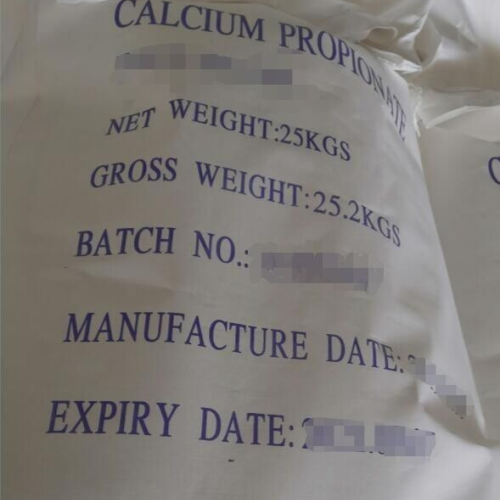 CALCIUM PROPIONATE
NET WEIGHT:25KGS
GROSS WEIGHT:25.2KGS
BATCH NO.:
MANUFACTURE DATE:
EXPIRY DATE: